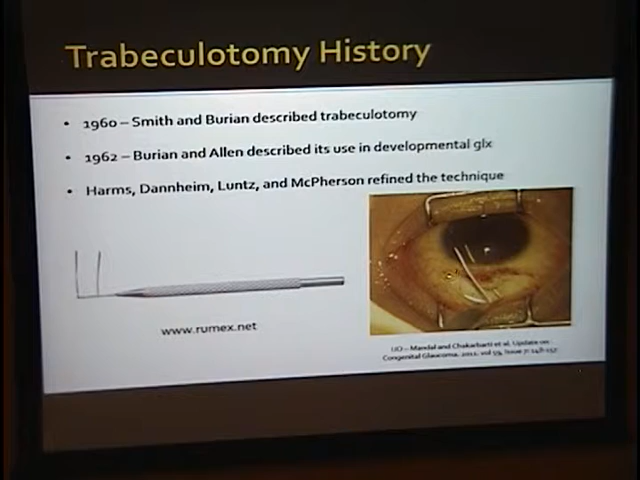 Trabeculotomy History
• 1960 – Smith and Burian described trabeculotomy
• 1962 – Burian and Allen described its use in developmental glx
• Harms, Dannheim, Luntz, and McPherson refined the technique
www.rumex.net
IJO – Mandal and Chakarbarti et al, Update on
Congenital Glaucoma. 2011, vol 59, Issue 7: